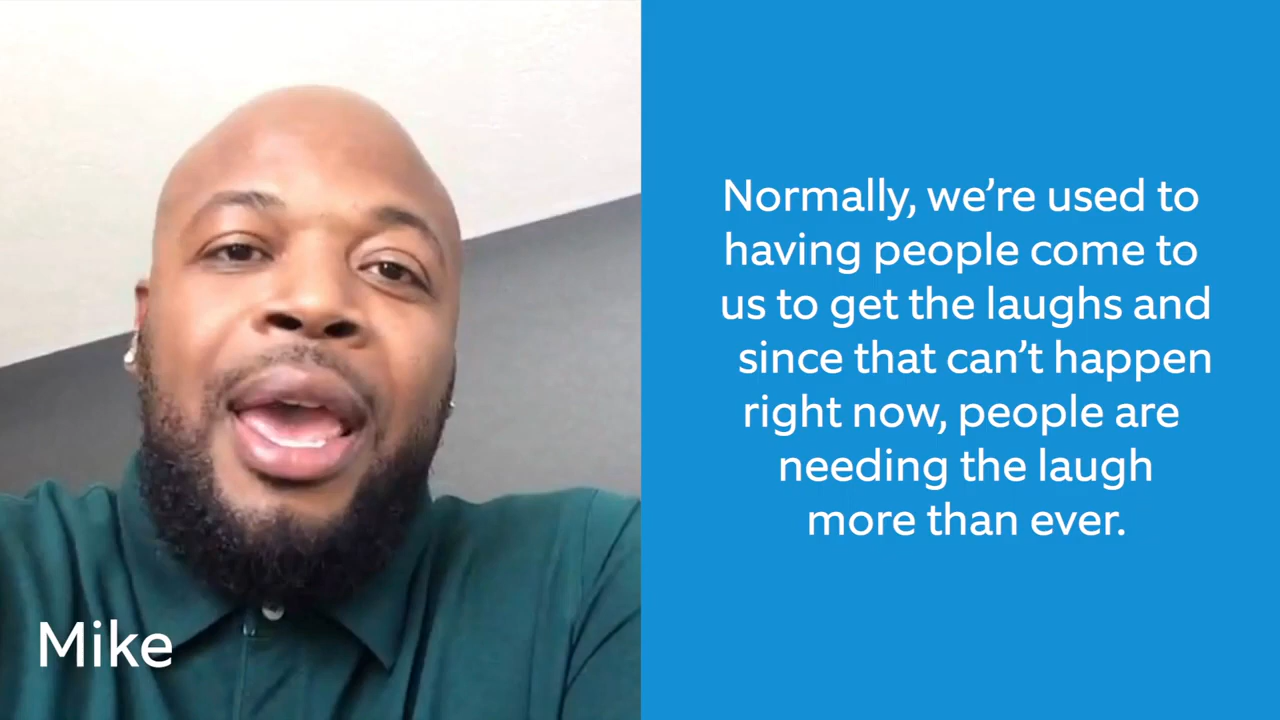 Normally, we’re used to
having people come to
us to get the laughs and
since that can’t happen
right now, people are
needing the laugh
more than ever.
Mike